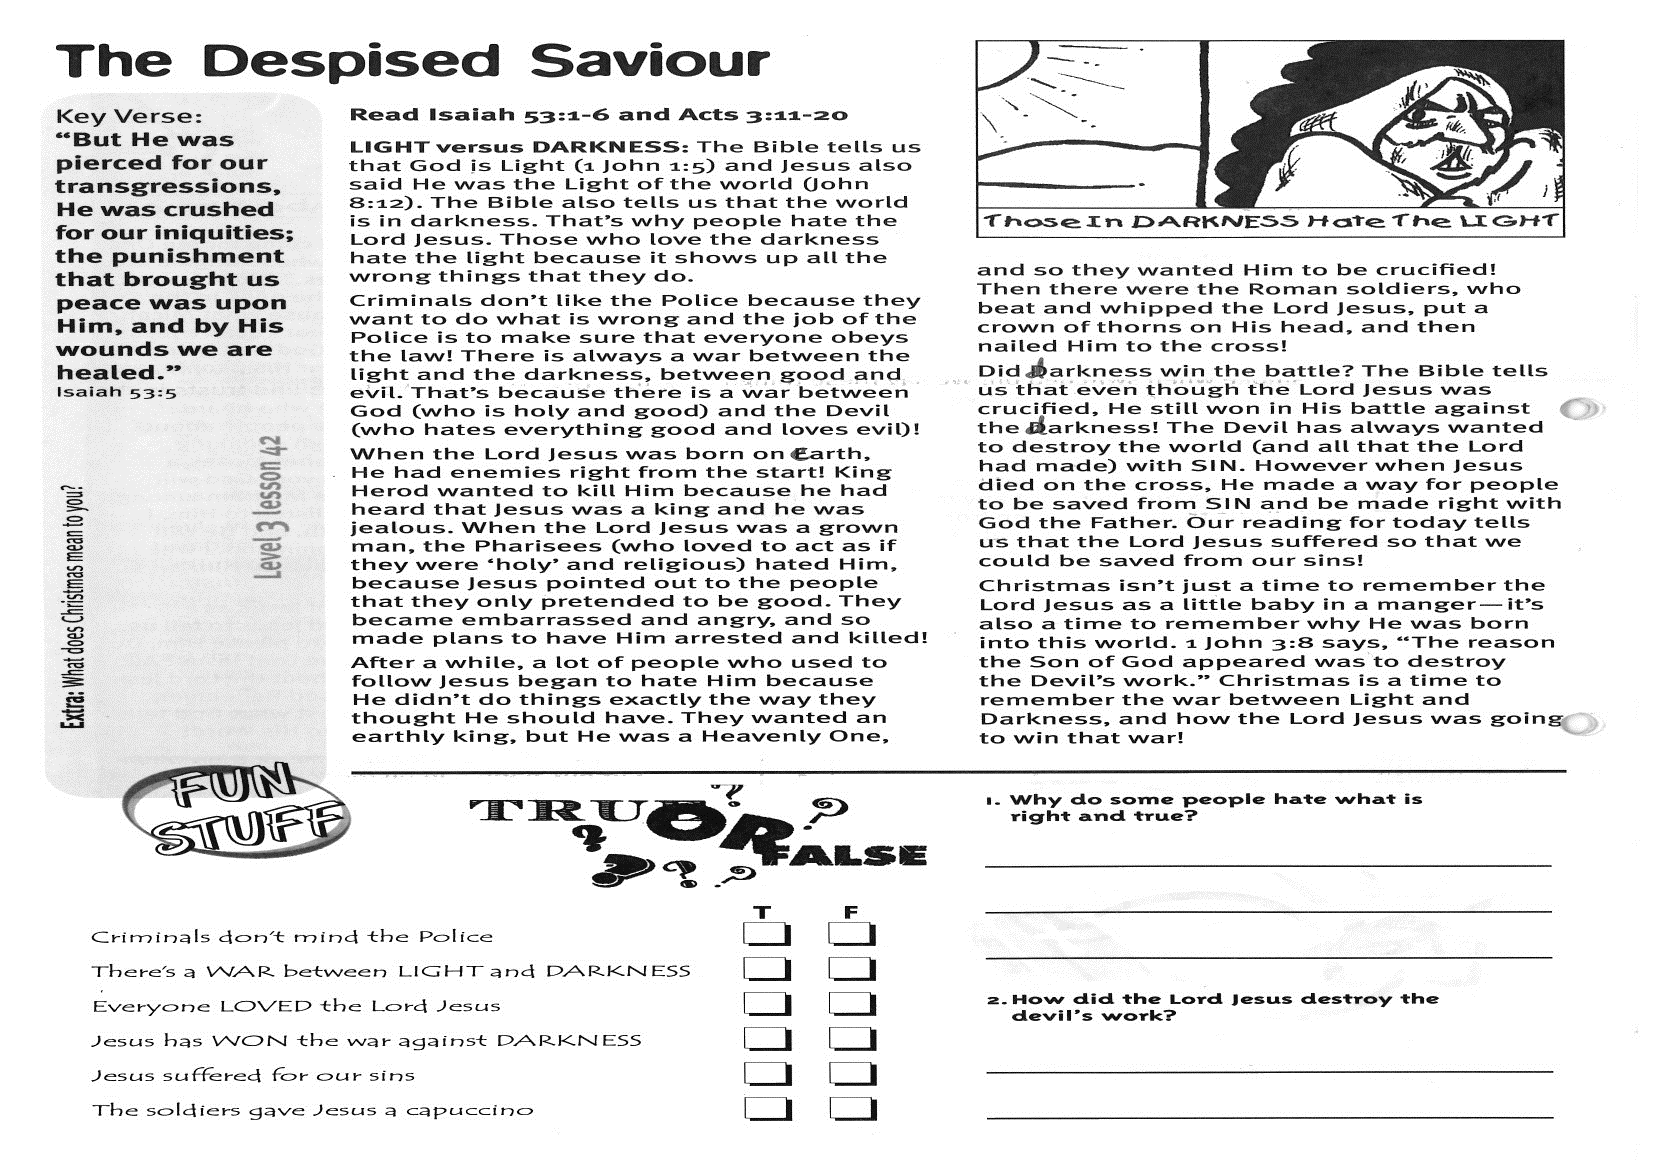 The Despised Saviour
Key Verse:
“But He was
pierced for our
transgressions,
He was crushed
for our iniquities;
the punishment
that brought us
peace was upon
Him, and by His
wounds we are
healed.”
Isaiah 53:5
Extra: What does Christmas mean to you?
Level 3 lesson 42
Read Isaiah 53:1-6 and Acts 3:11-20
LIGHT versus DARKNESS: The Bible tells us
that God is Light (1 John 1:5) and Jesus also
said He was the Light of the world (John
8:12). The Bible also tells us that the world
is in darkness. That’s why people hate the
Lord Jesus. Those who love the darkness
hate the light because it shows up all the
wrong things that they do.
Criminals don’t like the Police because they
want to do what is wrong and the job of the
Police is to make sure that everyone obeys
the law! There is always a war between the
light and the darkness, between good and
evil. That’s because there is a war between
God (who is holy and good) and the Devil
(who hates everything good and loves evil)!
When the Lord Jesus was born on Earth,
He had enemies right from the start! King
Herod wanted to kill Him because he had
heard that Jesus was a king and he was
jealous. When the Lord Jesus was a grown
man, the Pharisees (who loved to act as if
they were ‘holy’ and religious) hated Him,
because Jesus pointed out to the people
that they only pretended to be good. They
became embarrassed and angry, and so
made plans to have Him arrested and killed!
After a while, a lot of people who used to
follow Jesus began to hate Him because
He didn’t do things exactly the way they
thought He should have. They wanted an
earthly king, but He was a Heavenly One,
Those In DARKNESS Hate The LIGHT
and so they wanted Him to be crucified!
Then there were the Roman soldiers, who
beat and whipped the Lord Jesus, put a
crown of thorns on His head, and then
nailed Him to the cross!
Did darkness win the battle? The Bible tells
us that even though the Lord Jesus was
crucified, He still won in His battle against
the darkness! The Devil has always wanted
to destroy the world (and all that the Lord
had made) with SIN. However when Jesus
died on the cross, He made a way for people
to be saved from SIN and be made right with
God the Father. Our reading for today tells
us that the Lord Jesus suffered so that we
could be saved from our sins!
Christmas isn’t just a time to remember the
Lord Jesus as a little baby in a manger—it’s
also a time to remember why He was born
into this world. 1 John 3:8 says, “The reason
the Son of God appeared was to destroy
the Devil’s work.” Christmas is a time to
remember the war between Light and
Darkness, and how the Lord Jesus was going
to win that war!
FUN
STUFF
TRUE OR FALSE
T F
Criminals don’t mind the Police
There’s a WAR between LIGHT and DARKNESS
Everyone LOVED the Lord Jesus
Jesus has WON the war against DARKNESS
Jesus suffered for our sins
The soldiers gave Jesus a capuccino
1. Why do some people hate what is
right and true?
2. How did the Lord Jesus destroy the
devil’s work?